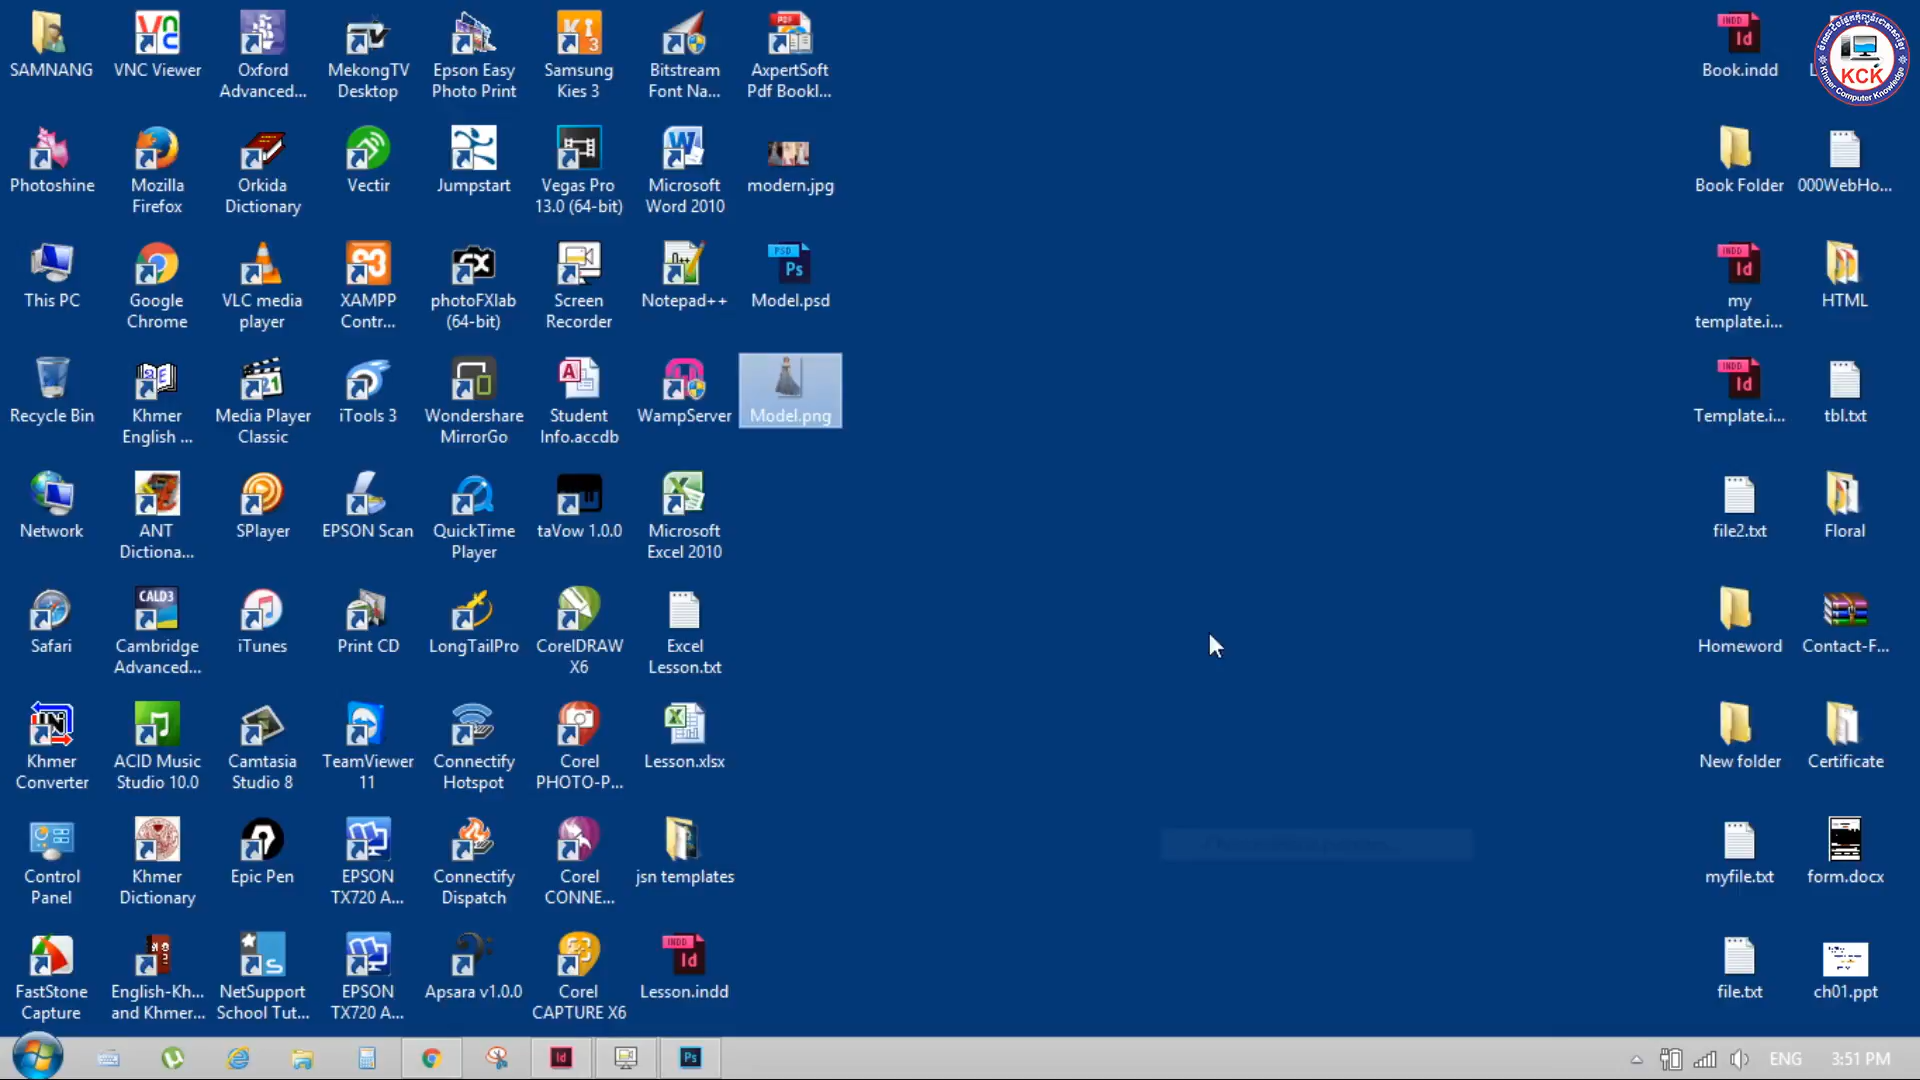 SAMNANG
VNC Viewer
Oxford
Advanced...
MekongTV
Desktop
Epson Easy
Photo Print
Samsung
Kies 3
Bitstream
Font Na...
AxpertSoft
Pdf Bookl...
Book.indd
KCK
Khmer Computer Knowledge
Photoshine
Mozilla
Firefox
Orkida
Dictionary
Vectir
Jumpstart
Vegas Pro
13.0 (64-bit)
Microsoft
Word 2010
modern.jpg
Book Folder
000WebHo...
This PC
Google
Chrome
VLC media
player
XAMPP
Contr...
photoFXlab
(64-bit)
Screen
Recorder
Notepad++
Model.psd
my
template.i...
HTML
Recycle Bin
Khmer
English ...
Media Player
Classic
iTools 3
Wondershare
MirrorGo
Student
Info.accdb
WampServer
Model.png
Template.i...
tbl.txt
Network
ANT
Dictiona...
SPlayer
EPSON Scan
QuickTime
Player
taVow 1.0.0
Microsoft
Excel 2010
file2.txt
Floral
Safari
Cambridge
Advanced...
iTunes
Print CD
LongTailPro
CorelDRAW
X6
Excel
Lesson.txt
Homeword
Contact-F...
Khmer
Converter
ACID Music
Studio 10.0
Camtasia
Studio 8
TeamViewer
11
Connectify
Hotspot
Corel
PHOTO-P...
Lesson.xlsx
New folder
Certificate
Control
Panel
Khmer
Dictionary
Epic Pen
EPSON
TX720 A...
Connectify
Dispatch
Corel
CONNE...
jsn templates
myfile.txt
form.docx
FastStone
Capture
English-Kh...
and Khmer...
NetSupport
School Tut...
EPSON
TX720 A...
Apsara v1.0.0
Corel
CAPTURE X6
Lesson.indd
file.txt
ch01.ppt
ENG
3:51 PM